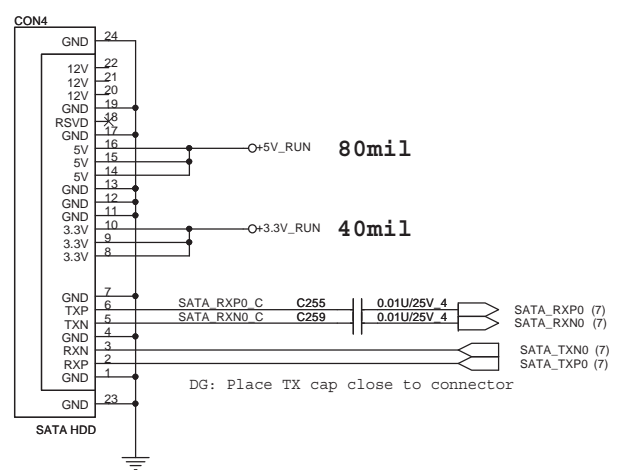 CON4
GND 24
12V 22
12V 21
12V 20
GND 19
RSVD 18
GND 17
5V 16 +5V_RUN 80mil
5V 15
5V 14
GND 13
GND 12
GND 11
3.3V 10 +3.3V_RUN 40mil
3.3V 9
3.3V 8
GND 7
TXP 6 SATA_RXP0_C C255 0.01U/25V_4 SATA_RXP0 (7)
TXN 5 SATA_RXN0_C C259 0.01U/25V_4 SATA_RXN0 (7)
GND 4
RXN 3 SATA_TXN0 (7)
RXP 2 SATA_TXP0 (7)
GND 1
DG: Place TX cap close to connector
GND 23
SATA HDD